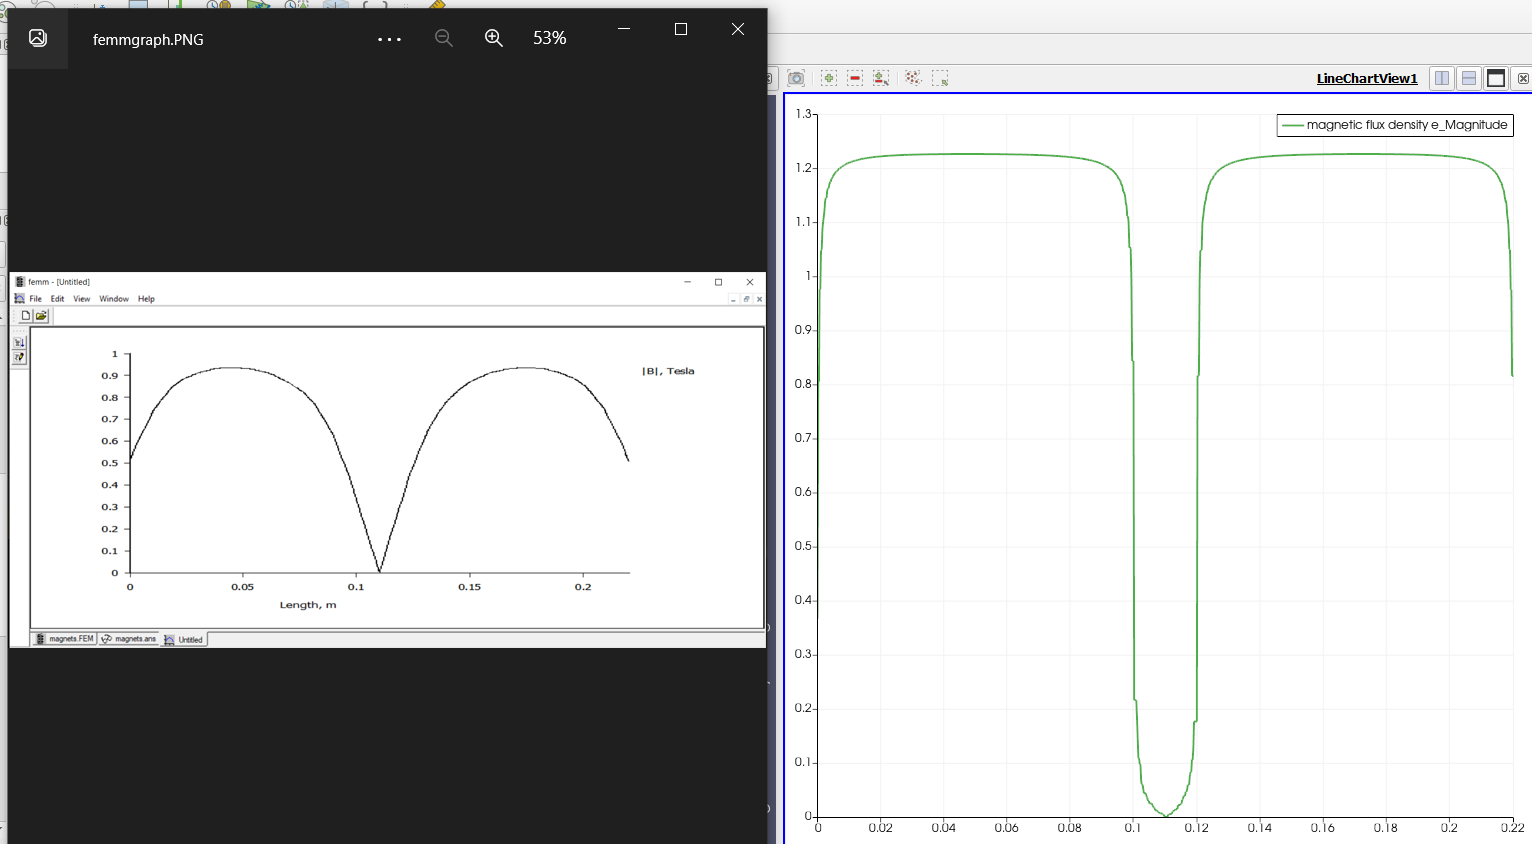 femmgraph.PNG
53%
femm - [Untitled]
File Edit View Window Help
|B|, Tesla
1
0.9
0.8
0.7
0.6
0.5
0.4
0.3
0.2
0.1
0
0 0.05 0.1 0.15 0.2
Length, m
magnets.FEM magnets.ans Untitled
LineChartView1
magnetic flux density e_Magnitude
1.3
1.2
1.1
1
0.9
0.8
0.7
0.6
0.5
0.4
0.3
0.2
0.1
0
0 0.02 0.04 0.06 0.08 0.1 0.12 0.14 0.16 0.18 0.2 0.22